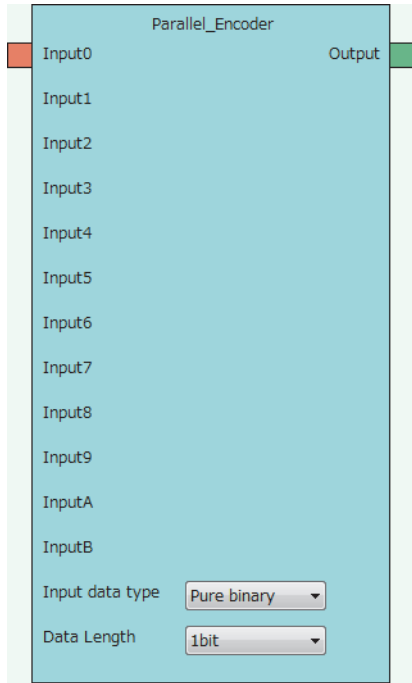 Parallel_Encoder
Input0 Output
Input1
Input2
Input3
Input4
Input5
Input6
Input7
Input8
Input9
InputA
InputB
Input data type Pure binary
Data Length 1bit